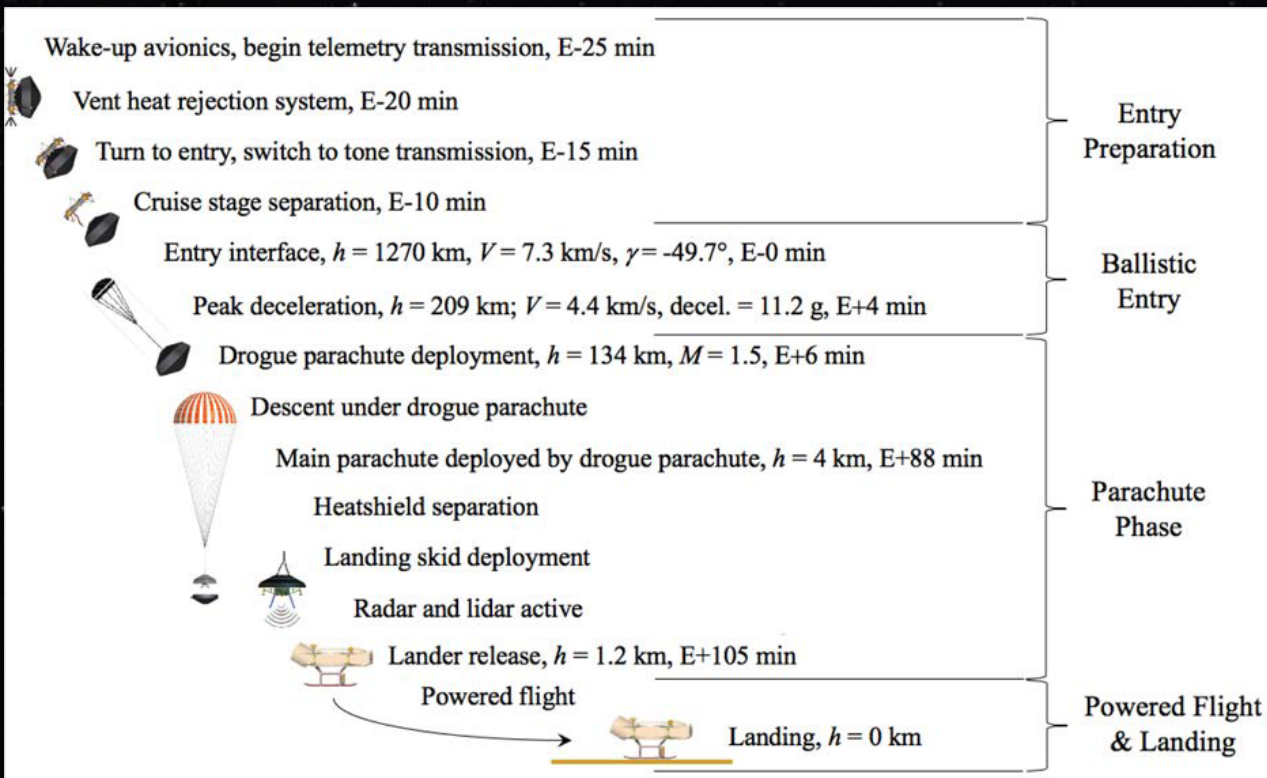 Wake-up avionics, begin telemetry transmission, E-25 min
Vent heat rejection system, E-20 min
Turn to entry, switch to tone transmission, E-15 min
Cruise stage separation, E-10 min
Entry
Preparation
Entry interface, h = 1270 km, V = 7.3 km/s, γ = -49.7°, E-0 min
Peak deceleration, h = 209 km; V = 4.4 km/s, decel. = 11.2 g, E+4 min
Ballistic
Entry
Drogue parachute deployment, h = 134 km, M = 1.5, E+6 min
Descent under drogue parachute
Main parachute deployed by drogue parachute, h = 4 km, E+88 min
Heatshield separation
Landing skid deployment
Radar and lidar active
Lander release, h = 1.2 km, E+105 min
Parachute
Phase
Powered flight
Landing, h = 0 km
Powered Flight
& Landing